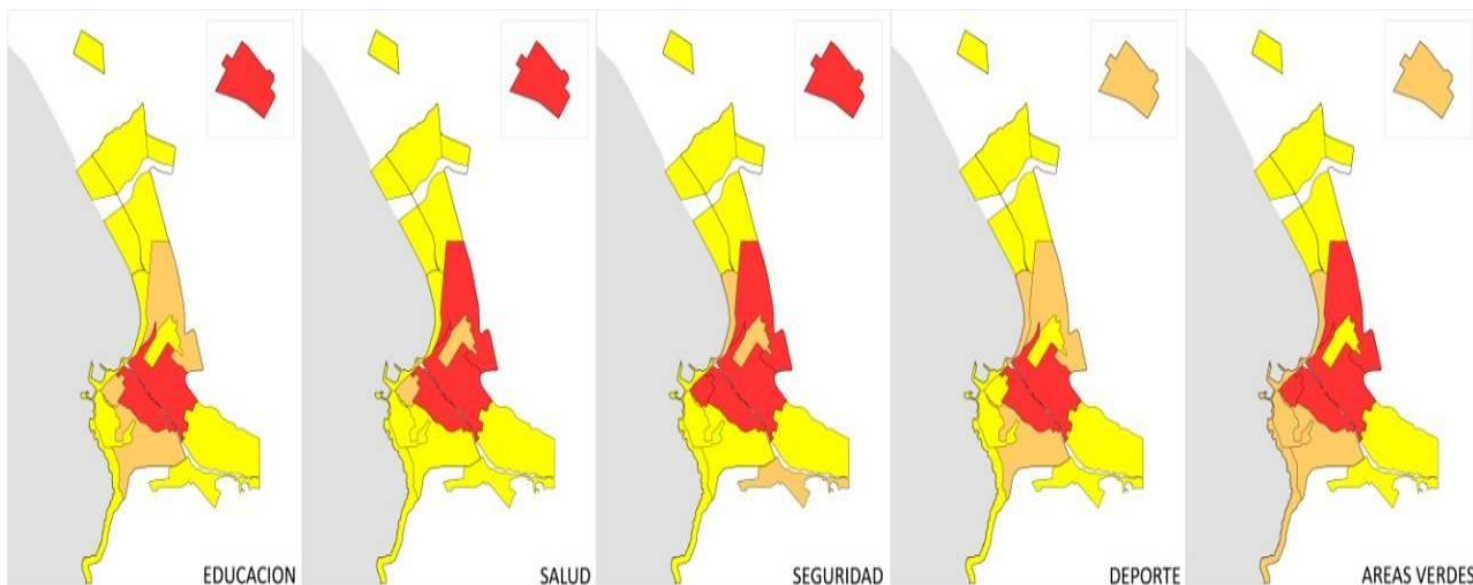 EDUCACION
SALUD
SEGURIDAD
DEPORTE
AREAS VERDES